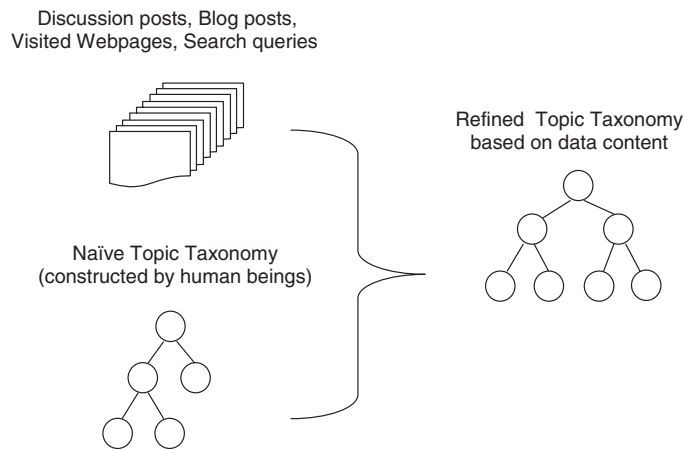 Discussion posts, Blog posts,
Visited Webpages, Search queries
Refined Topic Taxonomy
based on data content
Naïve Topic Taxonomy
(constructed by human beings)